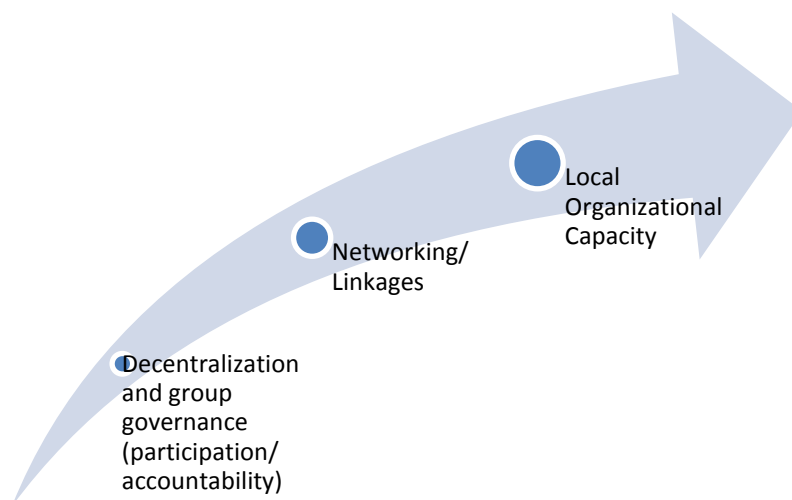 Local
Organizational
Capacity
Networking/
Linkages
Decentralization
and group
governance
(participation/
accountability)